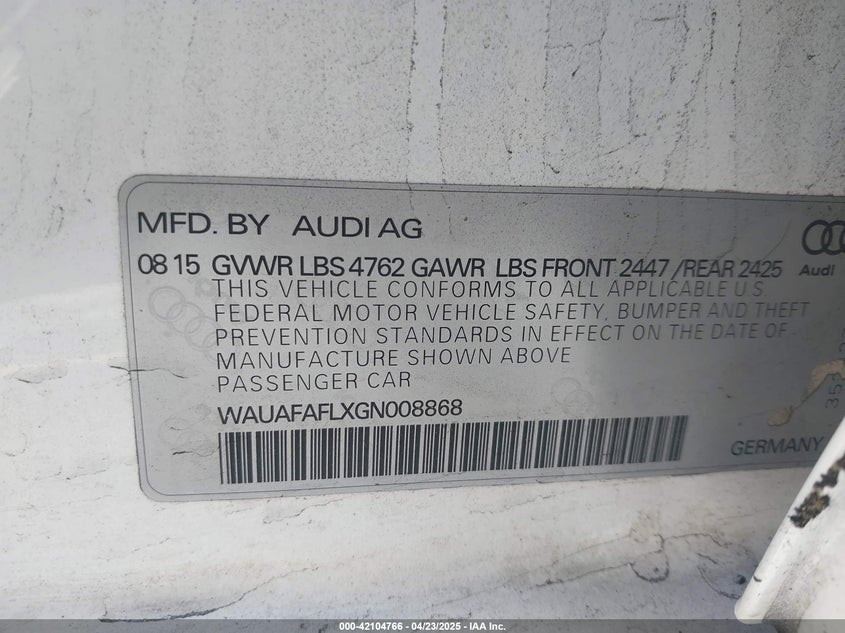 MFD. BY AUDI AG
08 15 GVWR LBS 4762 GAWR LBS FRONT 2447 /REAR 2425
Audi
THIS VEHICLE CONFORMS TO ALL APPLICABLE U.S.
FEDERAL MOTOR VEHICLE SAFETY, BUMPER AND THEFT
PREVENTION STANDARDS IN EFFECT ON THE DATE OF
MANUFACTURE SHOWN ABOVE
PASSENGER CAR
WAUAFAFLXGN008868
GERMANY
000-42104766 - 04/23/2025 - IAA Inc.